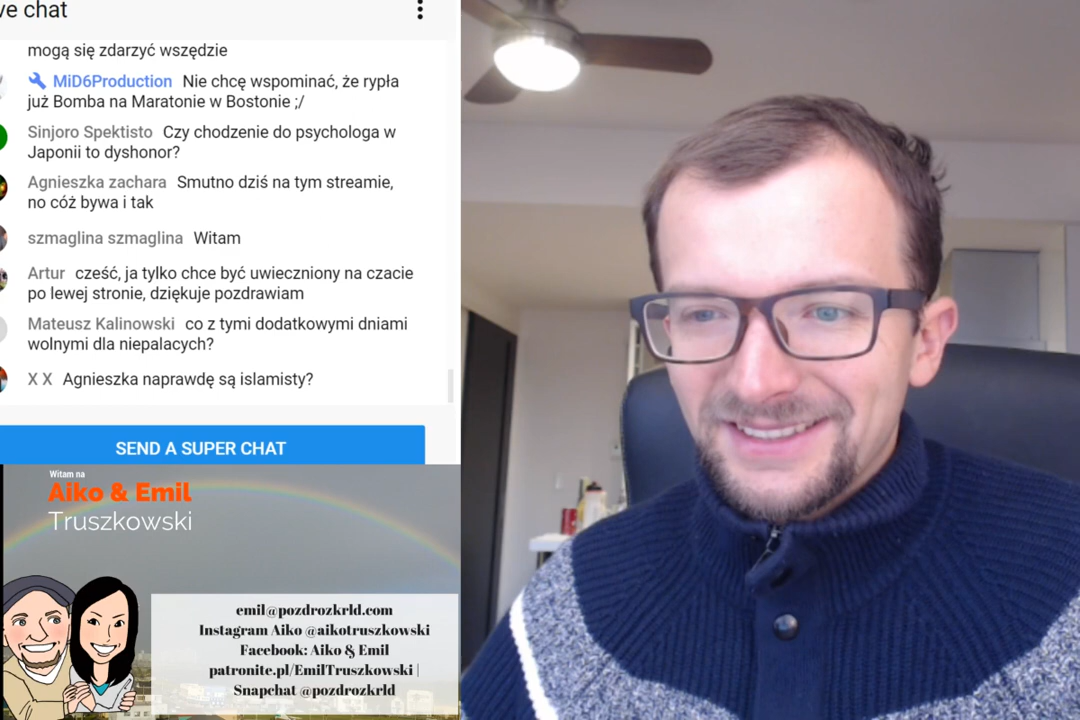 ve chat
mogą się zdarzyć wszędzie
MiD6Production Nie chcę wspominać, że rypła
już Bomba na Maratonie w Bostonie ;/
Sinjoro Spektisto Czy chodzenie do psychologa w
Japonii to dyshonor?
Agnieszka zachara Smutno dziś na tym streamie,
no cóż bywa i tak
szmaglina szmaglina Witam
Artur cześć, ja tylko chce być uwieczniony na czacie
po lewej stronie, dziękuje pozdrawiam
Mateusz Kalinowski co z tymi dodatkowymi dniami
wolnymi dla niepalacych?
X X Agnieszka naprawdę są islamisty?
SEND A SUPER CHAT
Witam na
Aiko & Emil
Truszkowski
emil@pozdrozkrld.com
Instagram Aiko @aikotruszkowski
Facebook: Aiko & Emil
patronite.pl/EmilTruszkowski |
Snapchat @pozdrozkrld